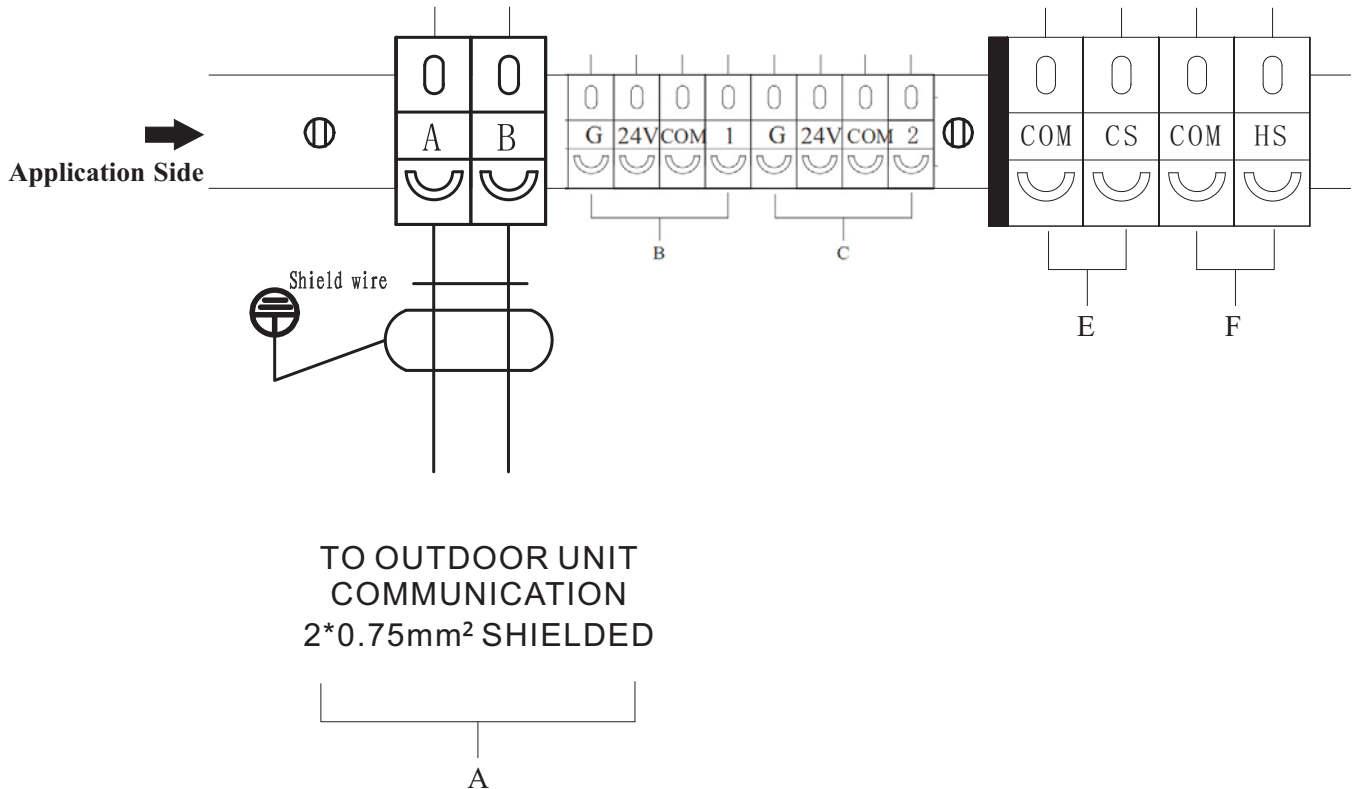 A B
G 24V COM 1 G 24V COM 2
COM CS COM HS
Application Side
B C
Shield wire
E F
TO OUTDOOR UNIT
COMMUNICATION
2*0.75mm² SHIELDED
A